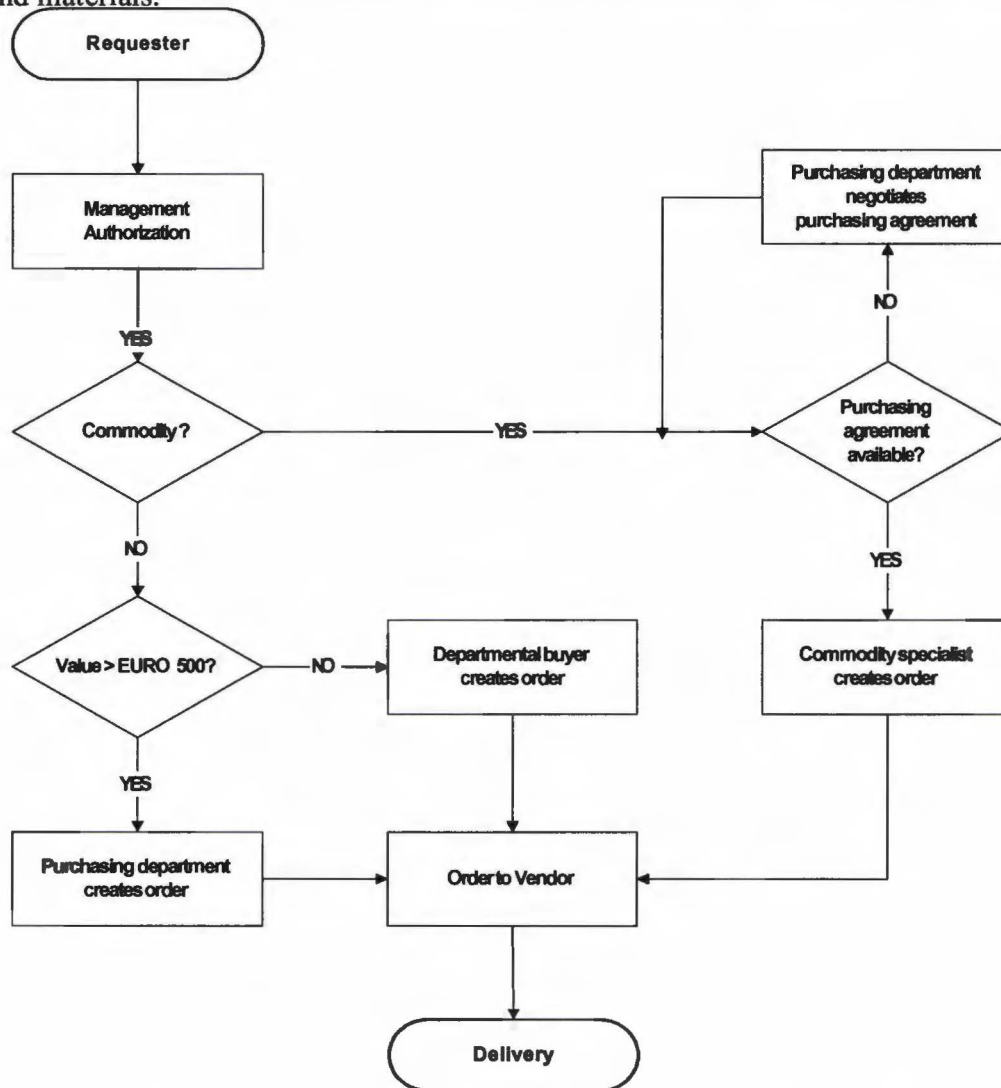 nd materials.
Requester
Management
Authorization
Purchasing department
negotiates
purchasing agreement
YES
NO
Commodity?
YES
Purchasing
agreement
available?
NO
YES
Value > EURO 500?
NO
Departmental buyer
creates order
Commodity specialist
creates order
YES
Purchasing department
creates order
Order to Vendor
Delivery